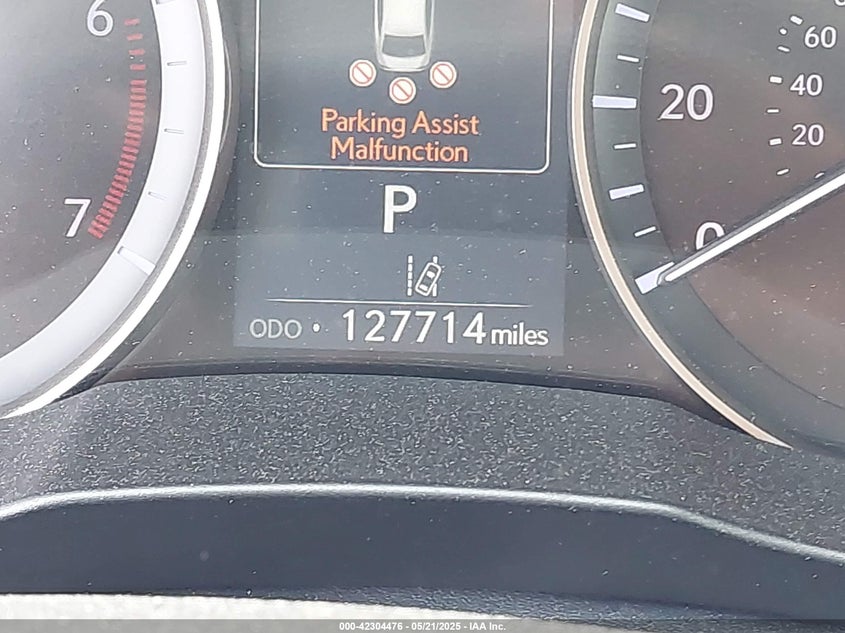 6
7
Parking Assist
Malfunction
P
ODO • 127714 miles
60
40
20
20
0
000-42304476 - 05/21/2025 - IAA Inc.